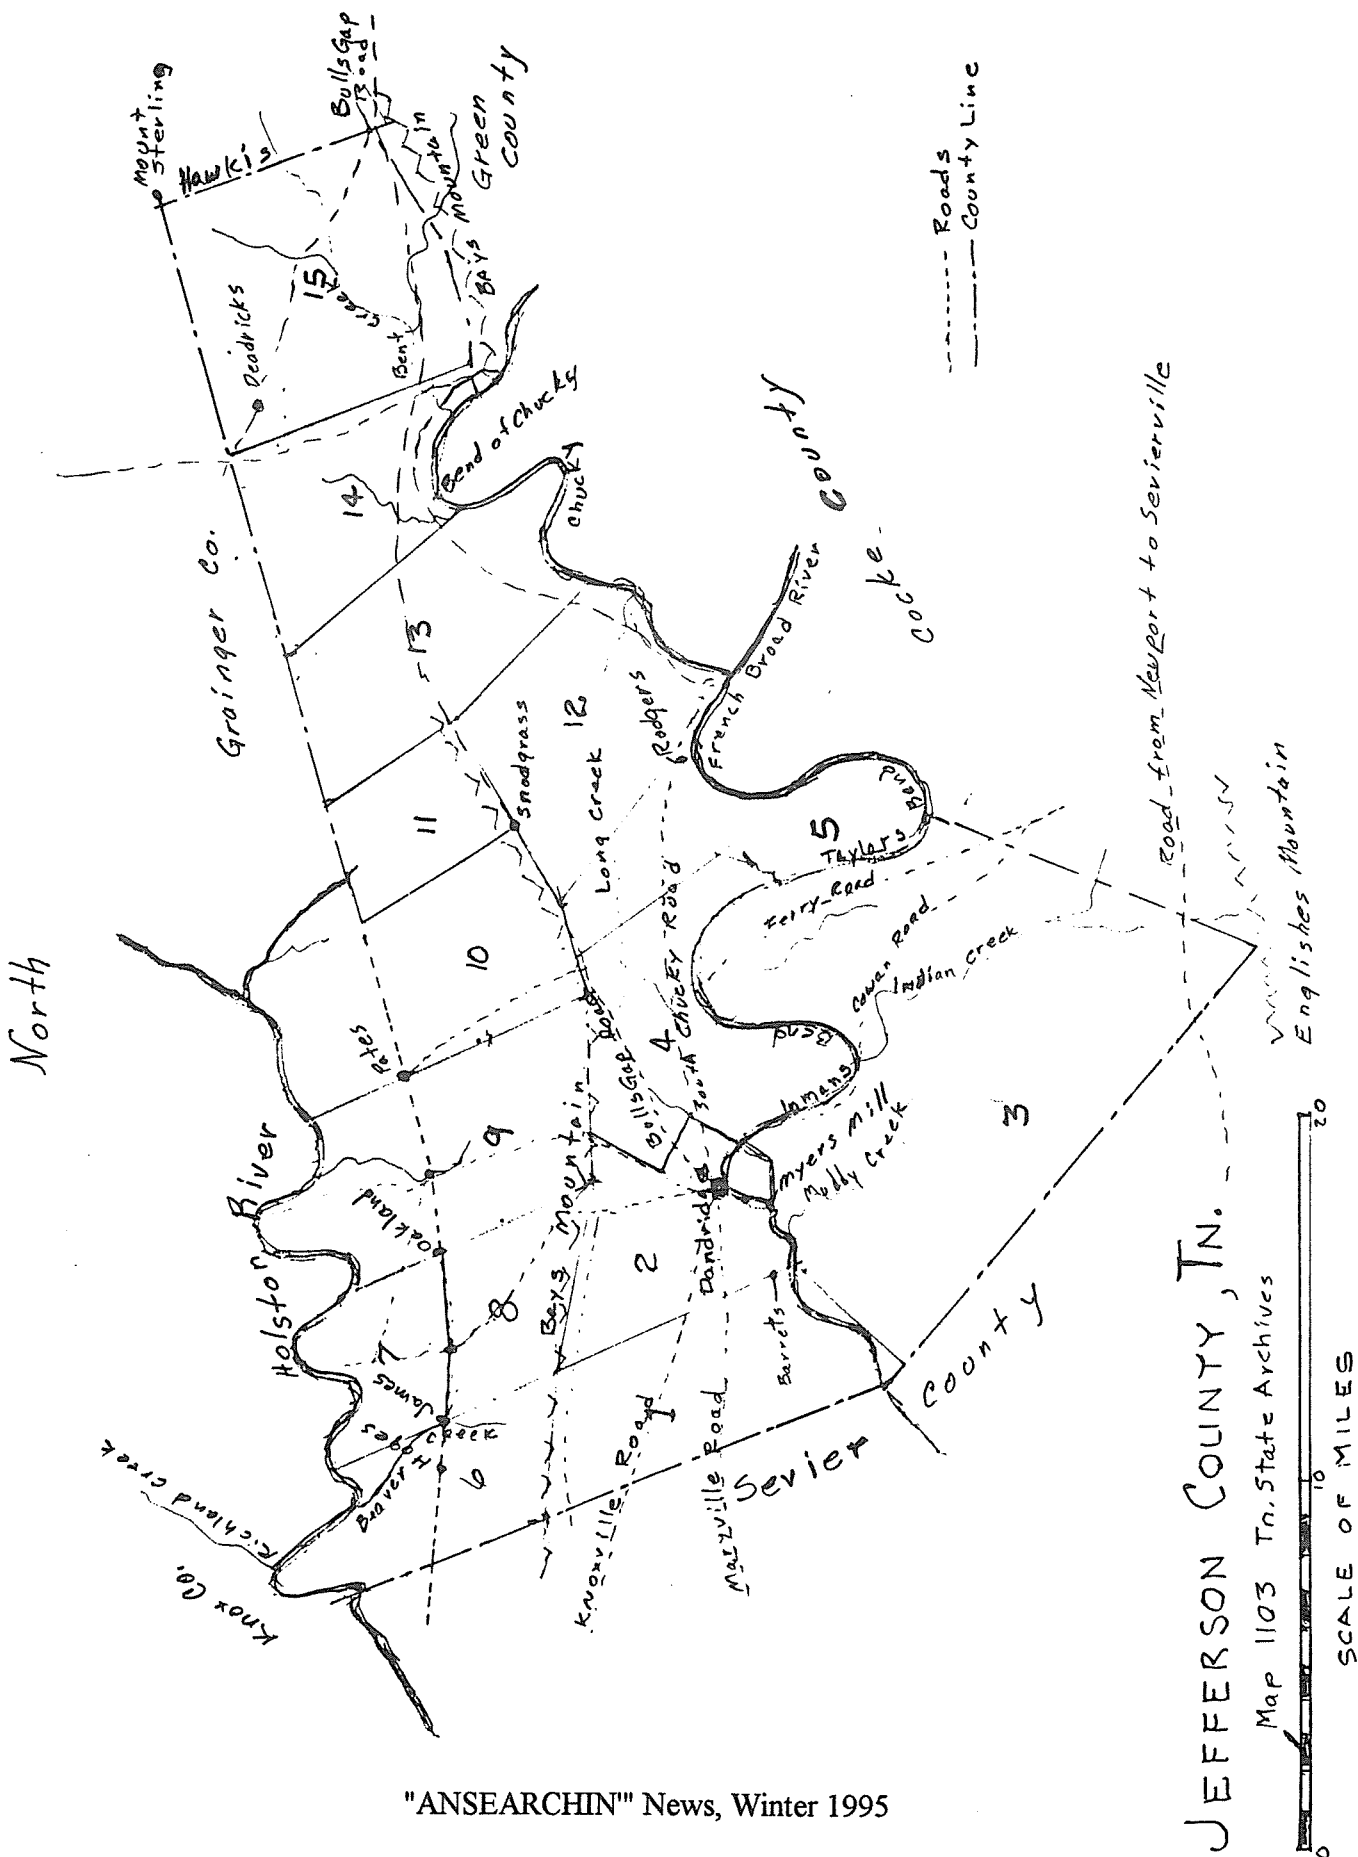 North
Mount
Sterling
Hawkis
Bulls Gap
Road
Green
County
Mountain
BAYS
Deadricks
15
Creek
Bent
Grainger Co.
14
Bend of Chucky
Chucky
13
Snodgrass
12
11
Long Creek
Rodgers
French Broad River
Cocke County
10
Pates
5
Taylors
Bend
Ferry Road
Cowan Road
Indian Creek
4
South Chucky Road
Bulls Gap Road
Holston River
9
Oakland
Bays Mountain
Inmans
Bend
Myers Mill
Mubby Creek
3
Dandridge
2
8
7
James
Hodges
Beaver Creek
6
Richland Creek
Knox Co.
Barrets
1
Knoxville Road
Maryville Road
Sevier County
Road from Newport to Sevierville
Englishes Mountain
Roads
County Line
JEFFERSON COUNTY, TN.
Map 1103 Tn. State Archives
0 10 20
SCALE OF MILES
"ANSEARCHIN'" News, Winter 1995